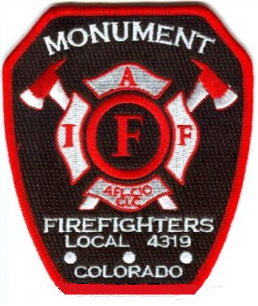 MONUMENT
A
I F F
F
AFL CIO
CLC
FIREFIGHTERS
LOCAL 4319
COLORADO